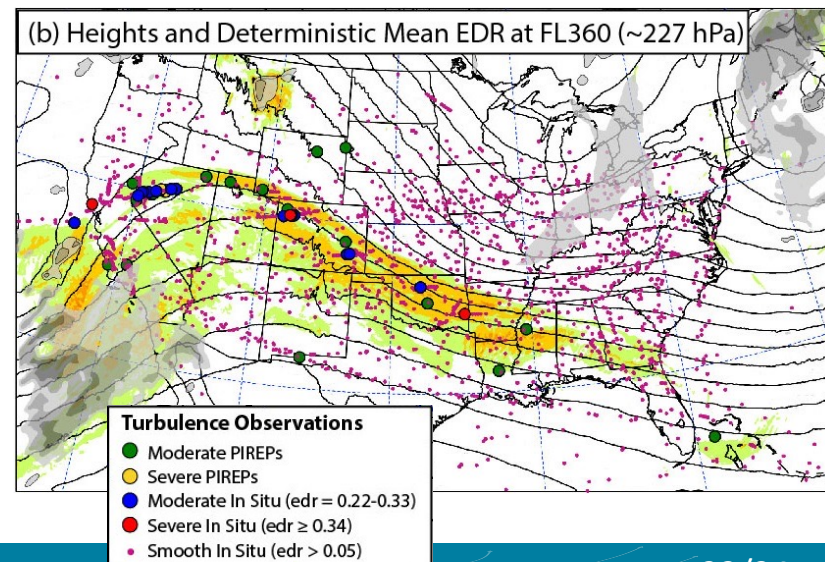 (b) Heights and Deterministic Mean EDR at FL360 (~227 hPa)
Turbulence Observations
Moderate PIREPs
Severe PIREPs
Moderate In Situ (edr = 0.22-0.33)
Severe In Situ (edr ≥ 0.34)
Smooth In Situ (edr > 0.05)